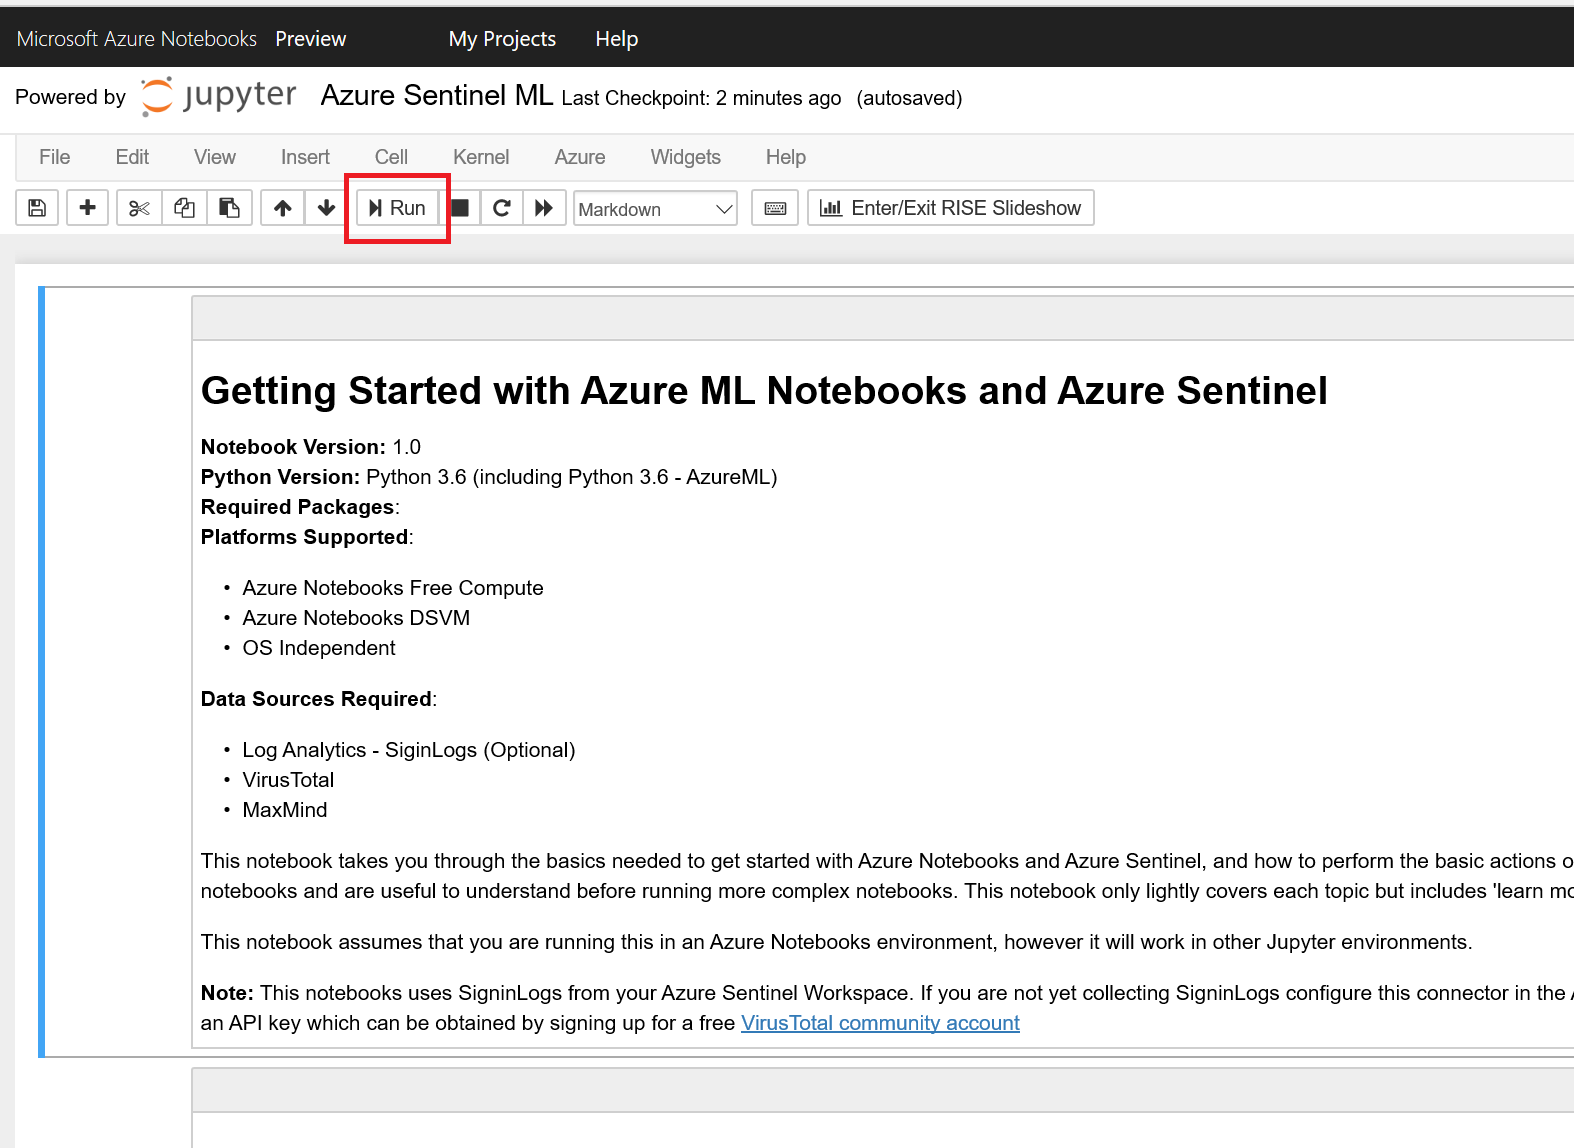 Microsoft Azure Notebooks Preview My Projects Help
Powered by jupyter Azure Sentinel ML Last Checkpoint: 2 minutes ago (autosaved)
File Edit View Insert Cell Kernel Azure Widgets Help
Run Markdown Enter/Exit RISE Slideshow
Getting Started with Azure ML Notebooks and Azure Sentinel
Notebook Version: 1.0
Python Version: Python 3.6 (including Python 3.6 - AzureML)
Required Packages:
Platforms Supported:
• Azure Notebooks Free Compute
• Azure Notebooks DSVM
• OS Independent
Data Sources Required:
• Log Analytics - SiginLogs (Optional)
• VirusTotal
• MaxMind
This notebook takes you through the basics needed to get started with Azure Notebooks and Azure Sentinel, and how to perform the basic actions
notebooks and are useful to understand before running more complex notebooks. This notebook only lightly covers each topic but includes 'learn
This notebook assumes that you are running this in an Azure Notebooks environment, however it will work in other Jupyter environments.
Note: This notebooks uses SigninLogs from your Azure Sentinel Workspace. If you are not yet collecting SigninLogs configure this connector in the
an API key which can be obtained by signing up for a free VirusTotal community account